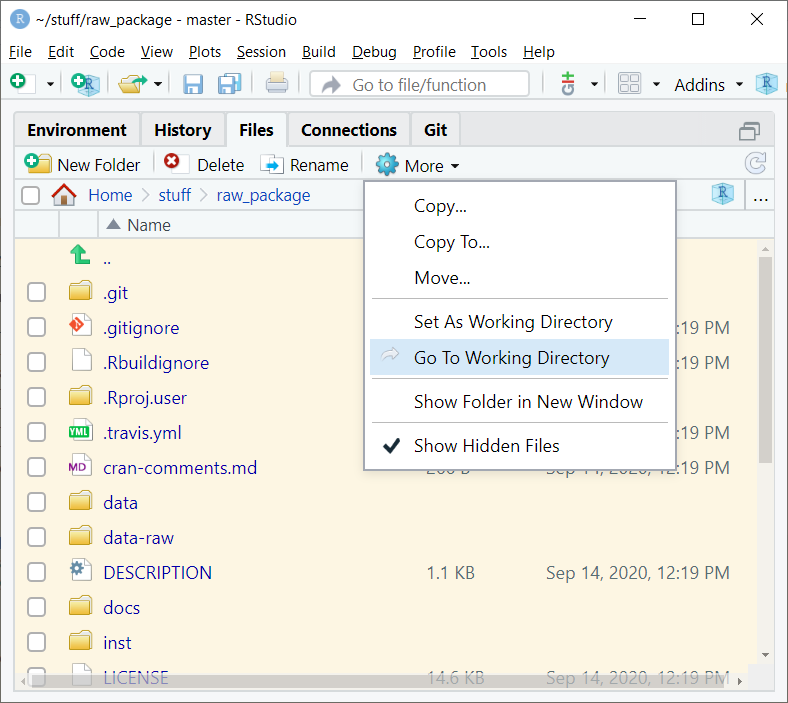 R ~/stuff/raw_package - master - RStudio
File Edit Code View Plots Session Build Debug Profile Tools Help
R Go to file/function Addins R
Environment History Files Connections Git
New Folder Delete Rename More
Home stuff raw_package R ...
Name
Copy...
Copy To...
Move...
Set As Working Directory
Go To Working Directory
Show Folder in New Window
Show Hidden Files
..
.git
.gitignore :19 PM
.Rbuildignore :19 PM
.Rproj.user
YML .travis.yml :19 PM
MD cran-comments.md Sep 14, 2020, 12:19 PM
data
data-raw
DESCRIPTION 1.1 KB Sep 14, 2020, 12:19 PM
docs
inst
LICENSE 14.6 KB Sep 14, 2020, 12:19 PM